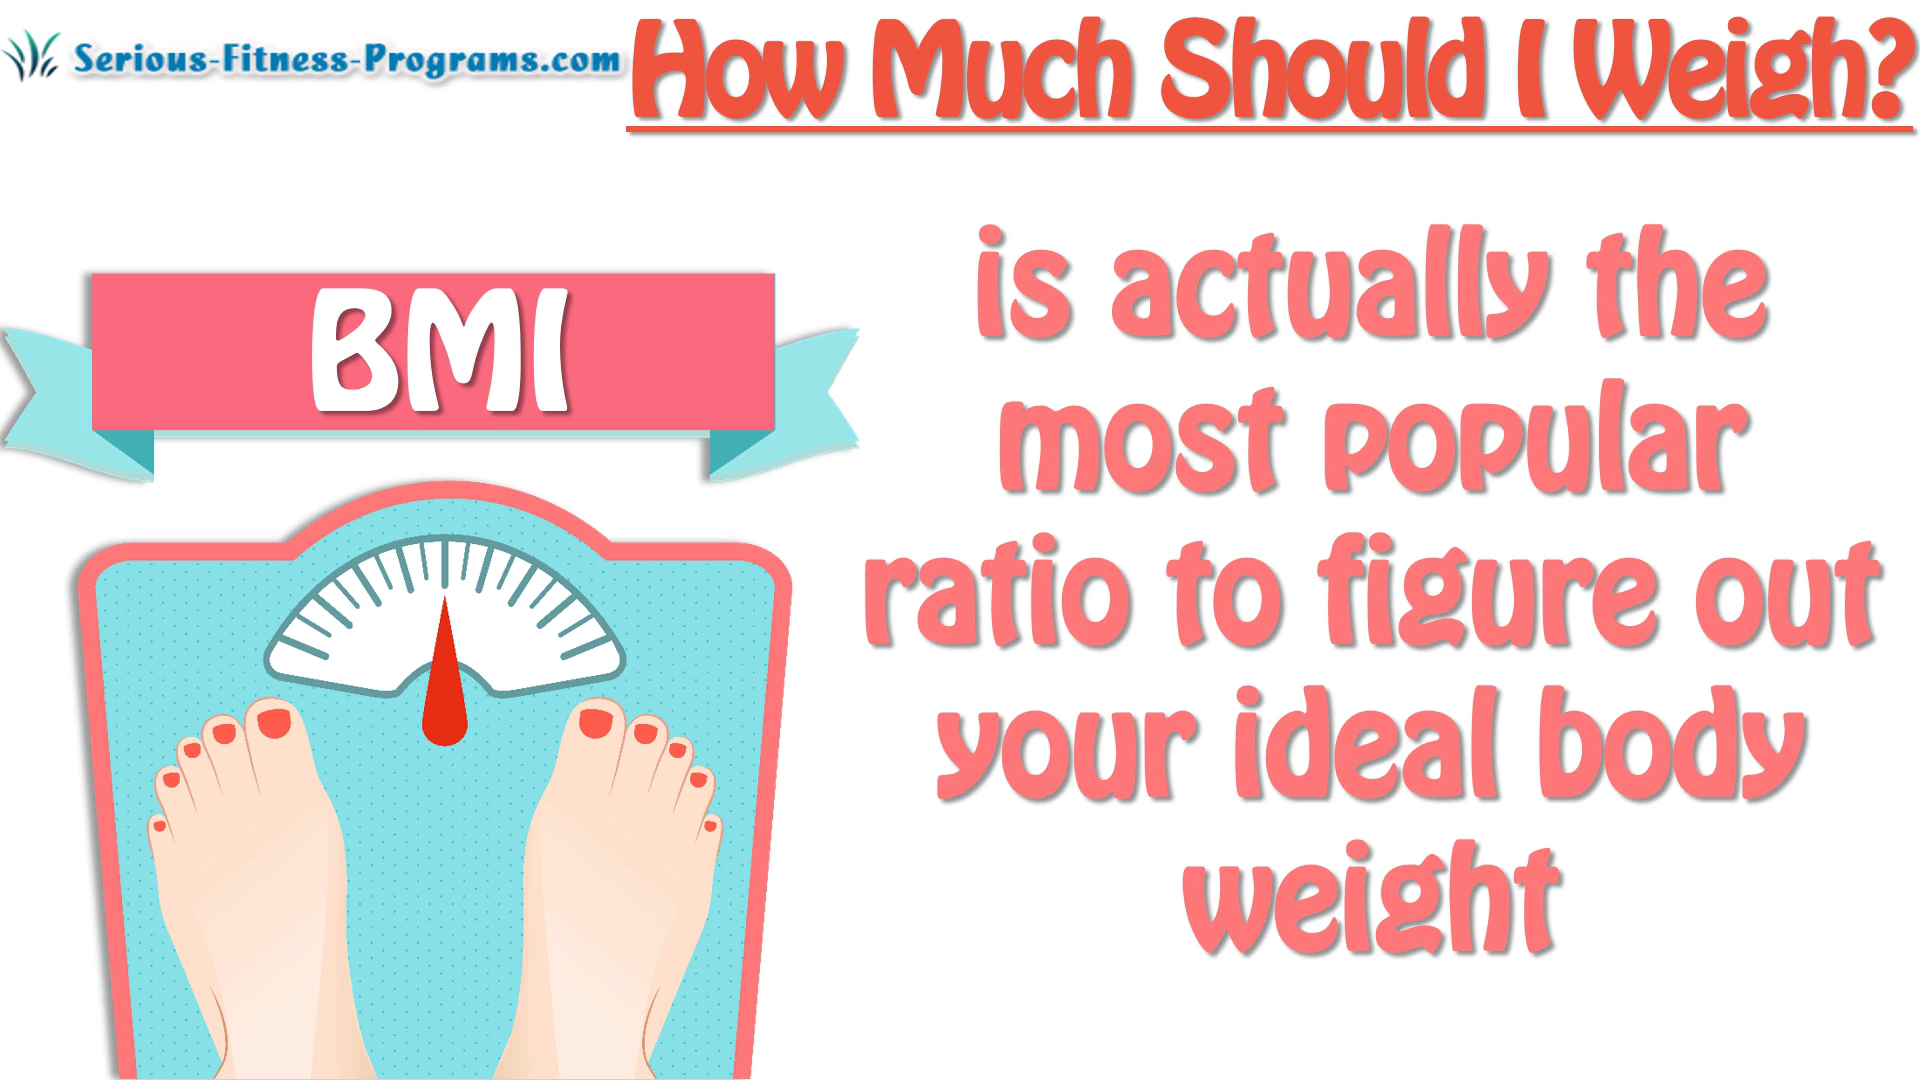 Serious-Fitness-Programs.com
How Much Should I Weigh?
BMI
is actually the
most popular
ratio to figure out
your ideal body
weight